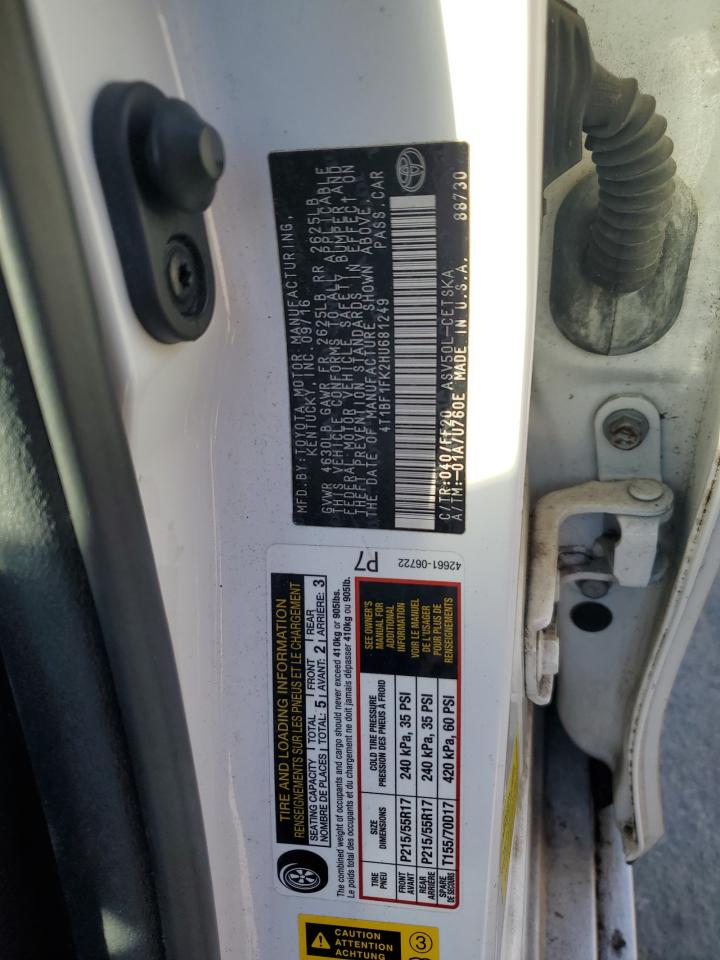 MFD.BY:TOYOTA MOTOR MANUFACTURING,
KENTUCKY, INC. 09/16
GVWR 4630LB GAWR FR 2625LB RR 2625LB
THIS VEHICLE CONFORMS TO ALL APPLICABLE
FEDERAL MOTOR VEHICLE SAFETY BUMPER AND
THEFT PREVENTION STANDARDS IN EFFECT ON
THE DATE OF MANUFACTURE SHOWN ABOVE.
4T1BF1FK2HU681249 PASS.CAR
C/TR:040/FF20 ASV50L-CETSKA
A/TM:-01A/U760E MADE IN U.S.A. 88730
TIRE AND LOADING INFORMATION
RENSEIGNEMENTS SUR LES PNEUS ET LE CHARGEMENT
SEATING CAPACITY TOTAL FRONT REAR
NOMBRE DE PLACES TOTAL: 5 AVANT: 2 ARRIÈRE: 3
The combined weight of occupants and cargo should never exceed 410kg or 905lbs.
Le poids total des occupants et du chargement ne doit jamais dépasser 410kg ou 905lb.
P7
42661-06722
TIRE SIZE COLD TIRE PRESSURE
PNEU DIMENSIONS PRESSION DES PNEUS À FROID
FRONT
AVANT P215/55R17 240 kPa, 35 PSI
REAR
ARRIÈRE P215/55R17 240 kPa, 35 PSI
SPARE
DE SECOURS T155/70D17 420 kPa, 60 PSI
SEE OWNER'S
MANUAL FOR
ADDITIONAL
INFORMATION
VOIR LE MANUEL
DE L'USAGER
POUR PLUS DE
RENSEIGNEMENTS
CAUTION
ATTENTION
ACHTUNG
3